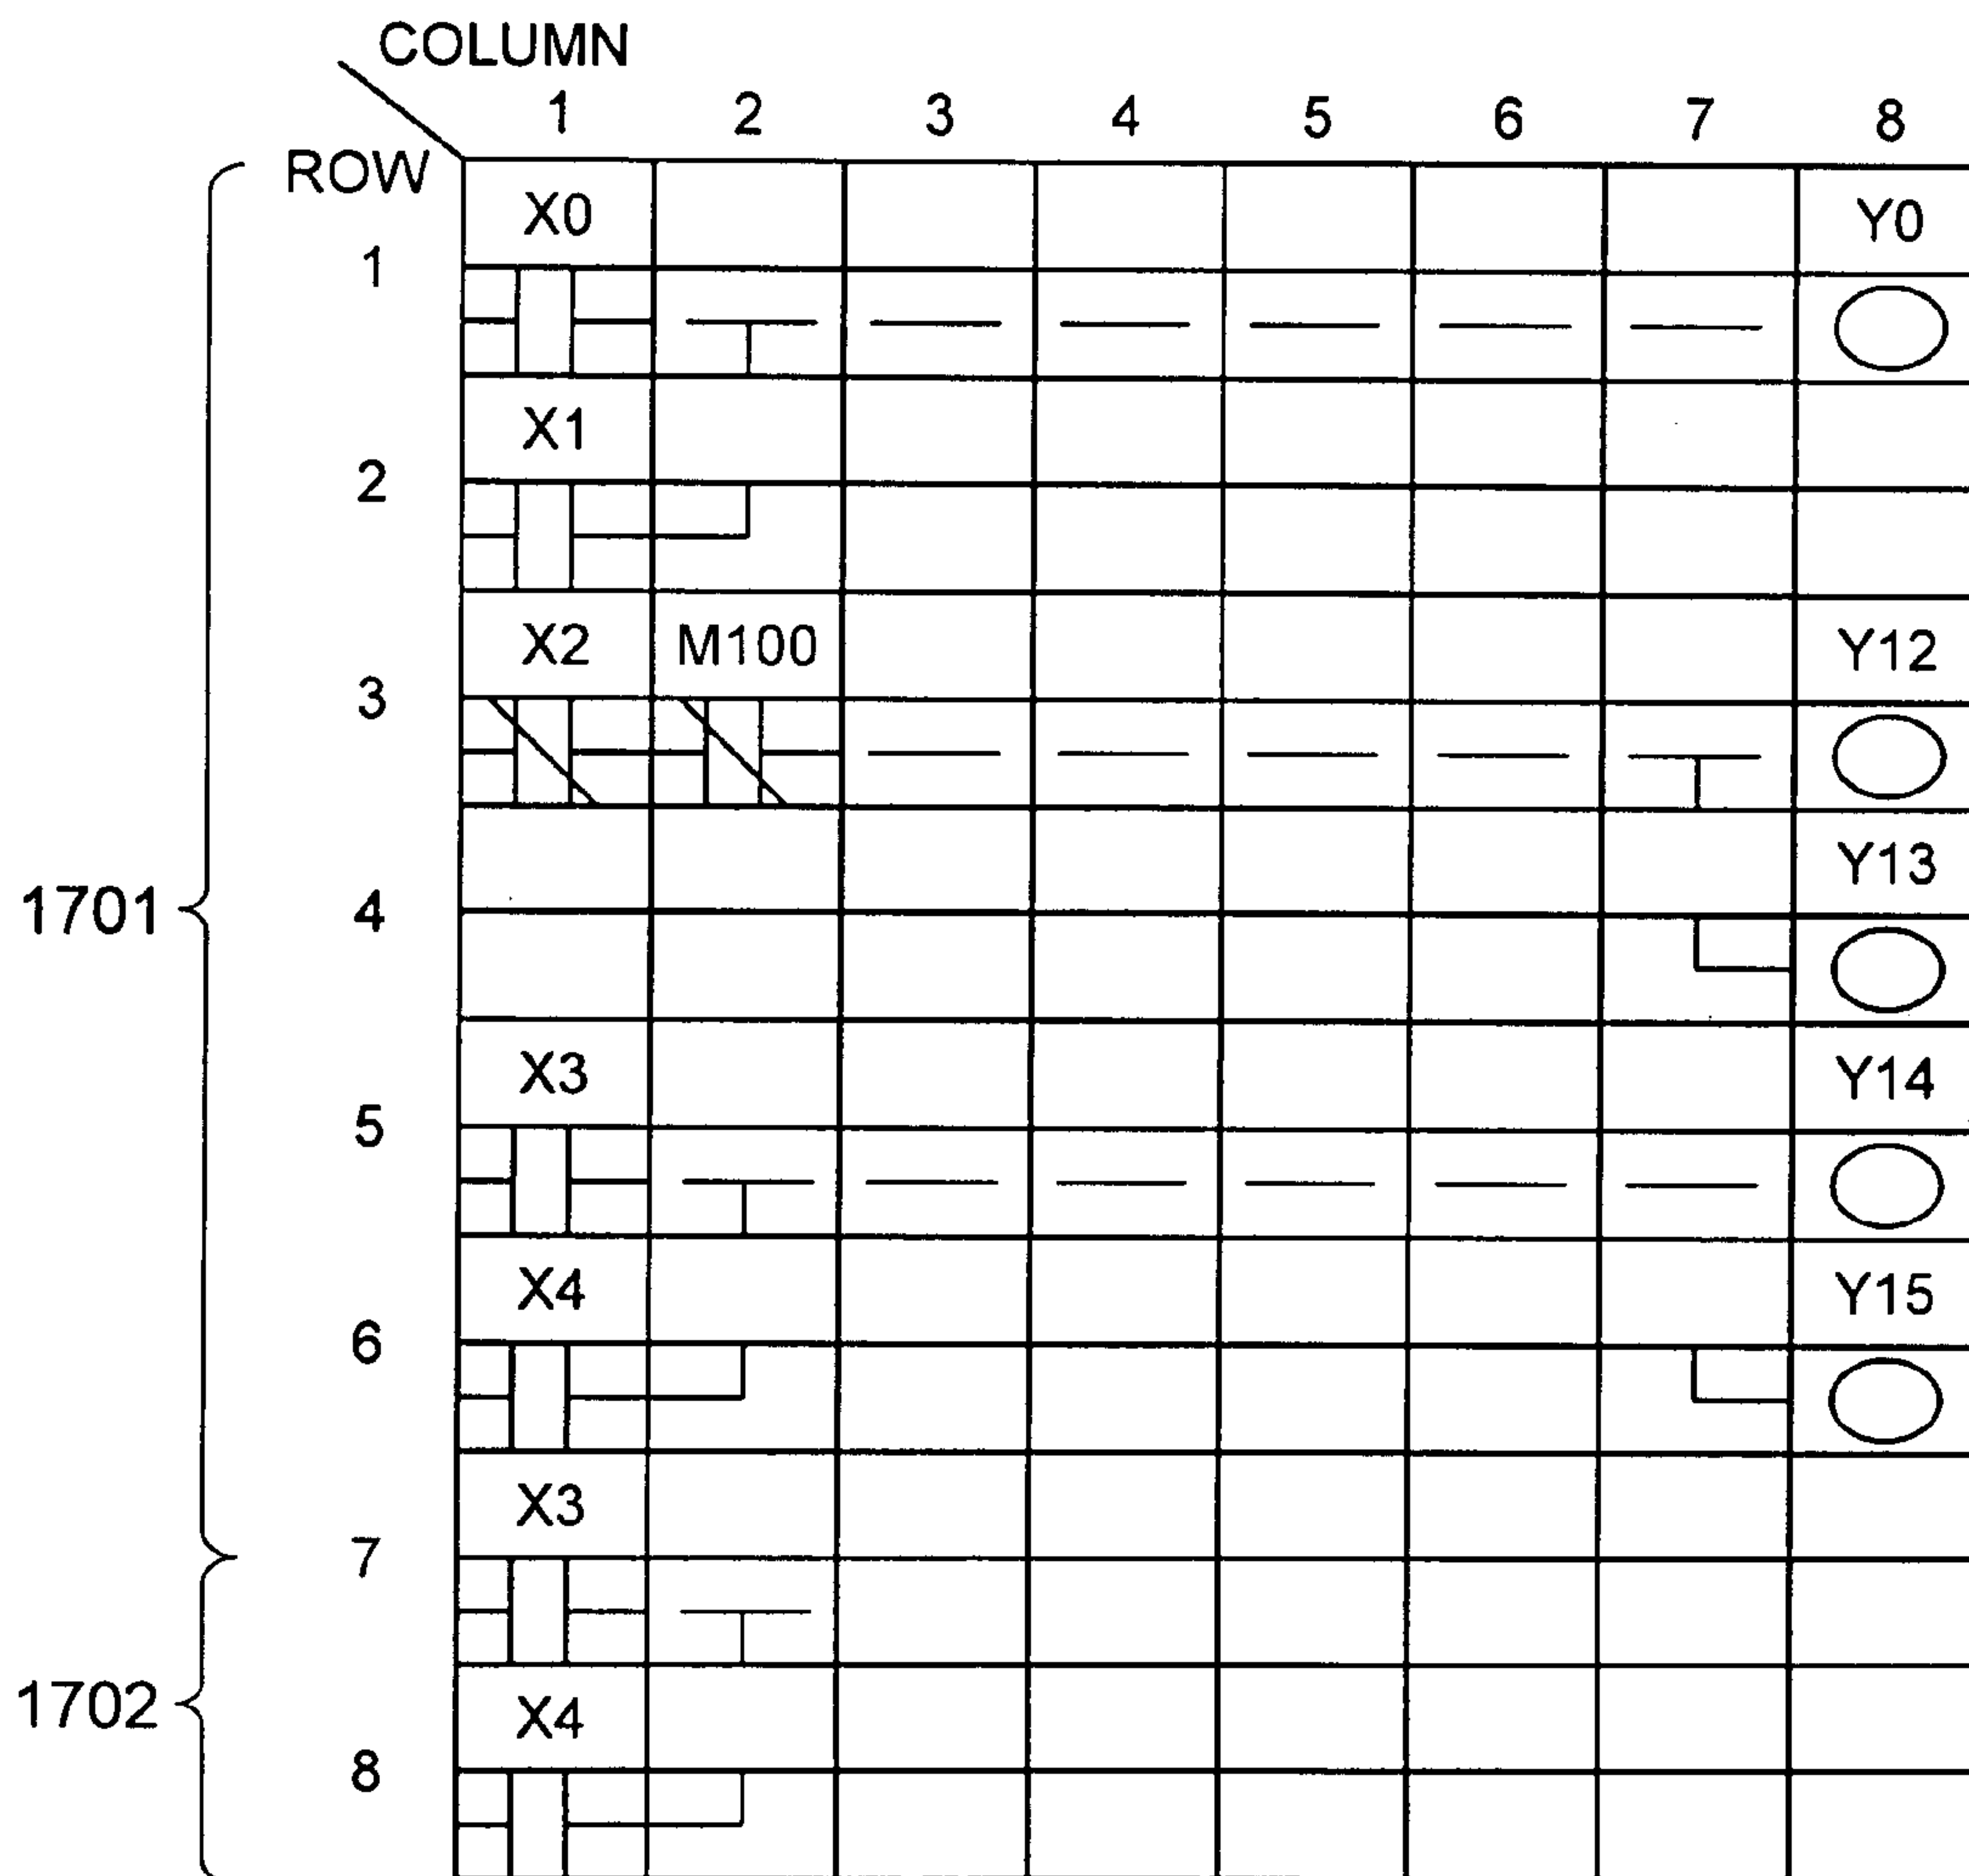 COLUMN
1 2 3 4 5 6 7 8
ROW
X0 Y0
1
X1
2
X2 M100 Y12
3
Y13
1701 4
X3 Y14
5
X4 Y15
6
X3
7
1702 X4
8